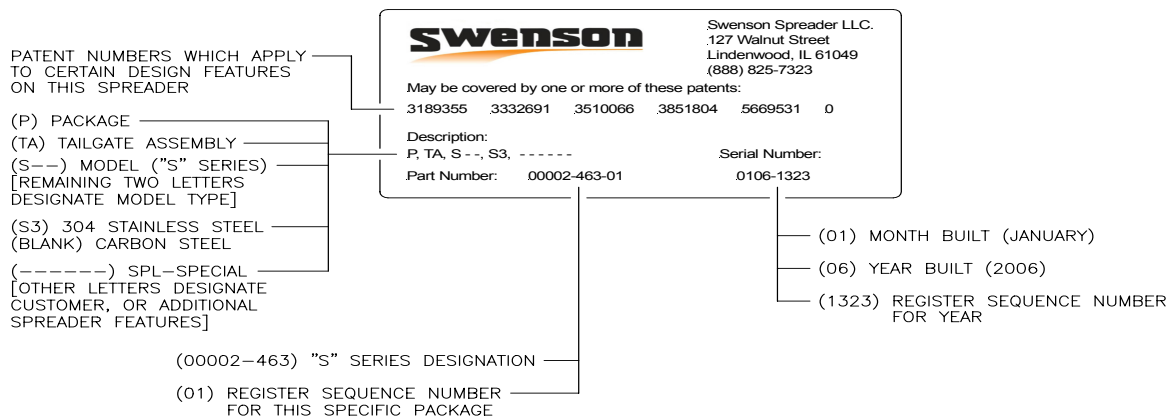 swenson
Swenson Spreader LLC.
127 Walnut Street
Lindenwood, IL 61049
(888) 825-7323
May be covered by one or more of these patents:
3189355 3332691 3510066 3851804 5669531 0
Description:
P, TA, S - -, S3, - - - - - -
Serial Number:
Part Number: 00002-463-01
0106-1323
PATENT NUMBERS WHICH APPLY
TO CERTAIN DESIGN FEATURES
ON THIS SPREADER
(P) PACKAGE
(TA) TAILGATE ASSEMBLY
(S--) MODEL ("S" SERIES)
[REMAINING TWO LETTERS
DESIGNATE MODEL TYPE]
(S3) 304 STAINLESS STEEL
(BLANK) CARBON STEEL
(------) SPL-SPECIAL
[OTHER LETTERS DESIGNATE
CUSTOMER, OR ADDITIONAL
SPREADER FEATURES]
(00002-463) "S" SERIES DESIGNATION
(01) REGISTER SEQUENCE NUMBER
FOR THIS SPECIFIC PACKAGE
(01) MONTH BUILT (JANUARY)
(06) YEAR BUILT (2006)
(1323) REGISTER SEQUENCE NUMBER
FOR YEAR